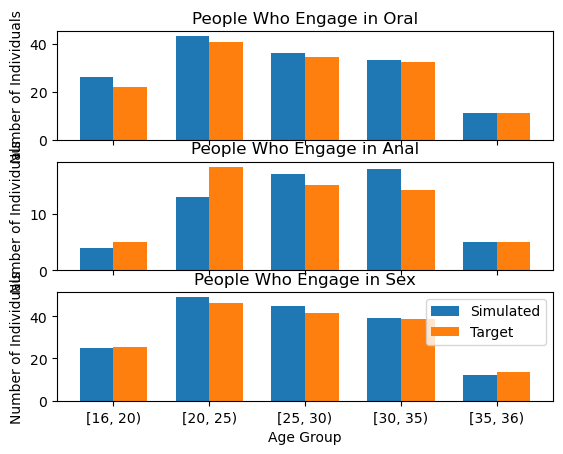 People Who Engage in Oral
Number of Individuals
40
20
0
People Who Engage in Anal
Number of Individuals
10
0
People Who Engage in Sex
Number of Individuals
40
20
0
Simulated
Target
[16, 20)
[20, 25)
[25, 30)
[30, 35)
[35, 36)
Age Group